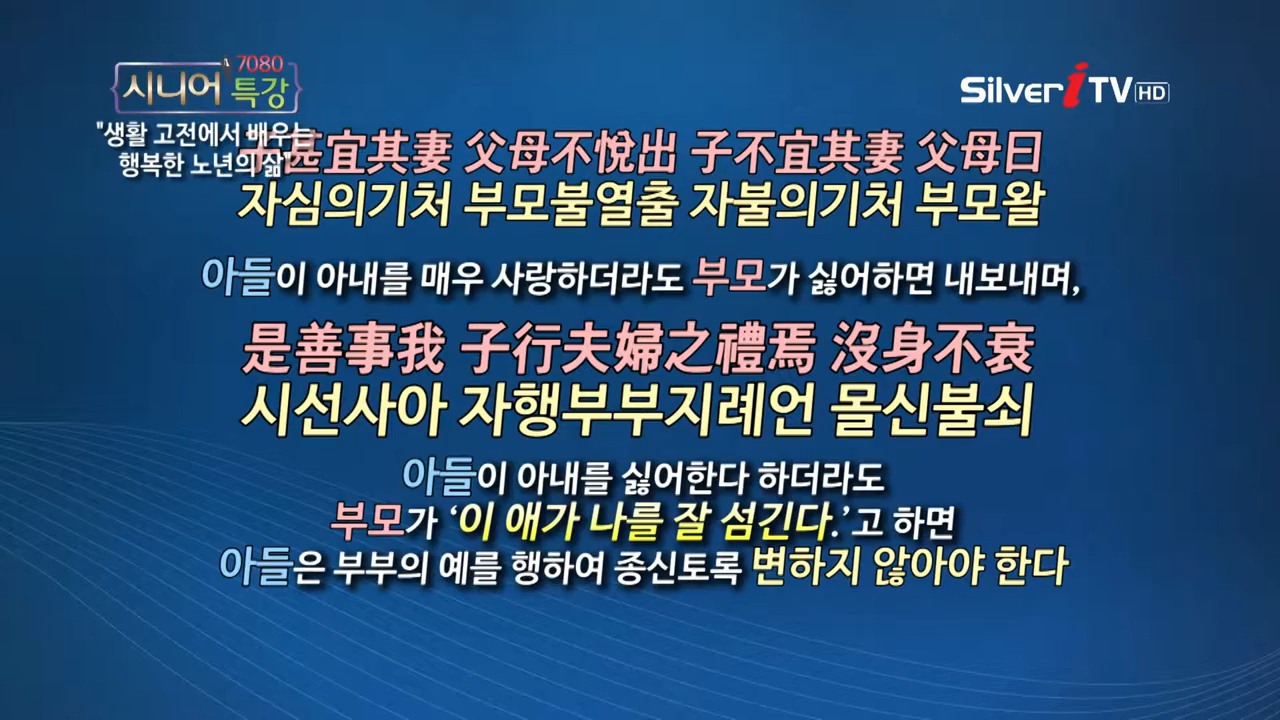 시니어 7080 특강
Silver i TV HD
"생활 고전에서 배우는
행복한 노년의 삶"
甚宜其妻 父母不悅出 子不宜其妻 父母曰
자심의기처 부모불열출 자불의기처 부모왈
아들이 아내를 매우 사랑하더라도 부모가 싫어하면 내보내며,
是善事我 子行夫婦之禮焉 沒身不衰
시선사아 자행부부지례언 몰신불쇠
아들이 아내를 싫어한다 하더라도
부모가 ‘이 애가 나를 잘 섬긴다.’고 하면
아들은 부부의 예를 행하여 종신토록 변하지 않아야 한다